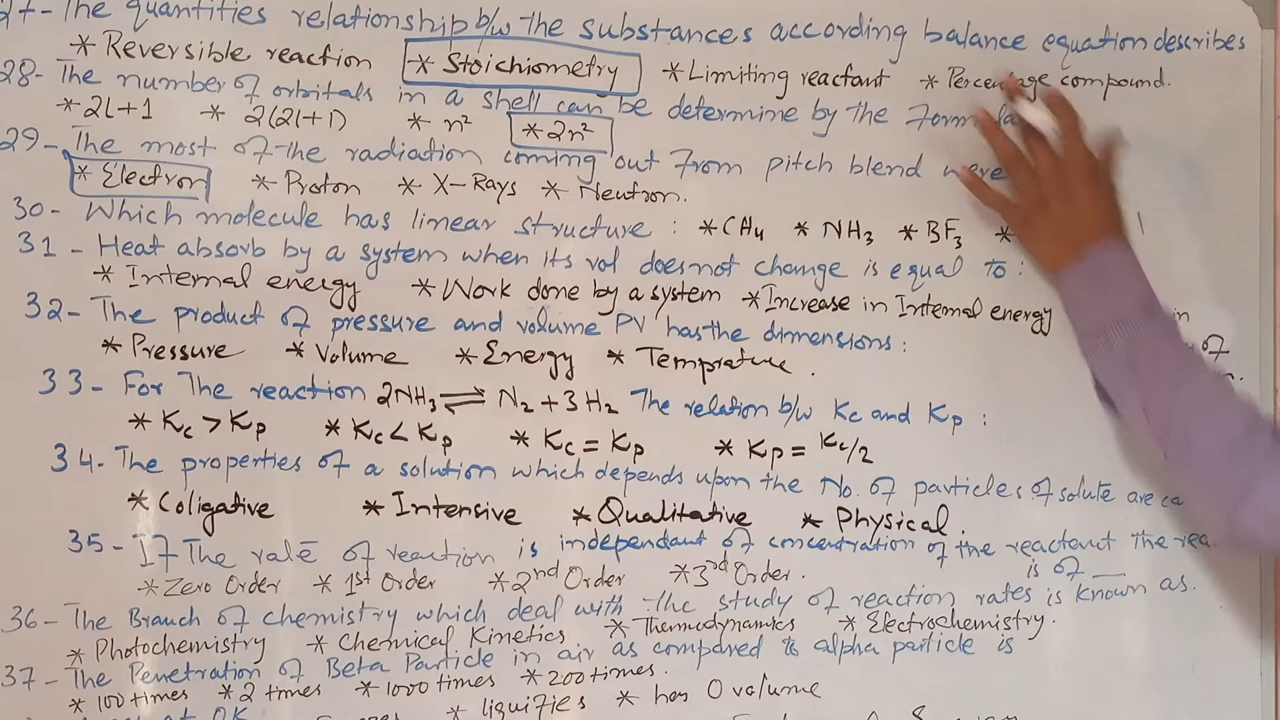 27- The quantities relationship b/w the substances according balance equation describes
* Reversible reaction * Stoichiometry * Limiting reactant * Percentage compound.
28- The number of orbitals in a shell can be determine by the
* 2l+1 * 2(2l+1) * n² * 2n²
29- The most of the radiation coming out from pitch blend were
* Electron * Proton * X-Rays * Neutron.
30- Which molecule has linear structure : * CH₄ * NH₃ * BF₃ *
31- Heat absorb by a system when its vol doesnot change is equal to :
* Internal energy * Work done by a system * Increase in Internal energy
in
of
32- The product of pressure and volume PV has the dimensions :
* Pressure * Volume * Energy * Temprature .
33- For The reaction 2NH₃ ⇌ N₂ + 3H₂ The relation b/w Kc and Kp :
* Kc > Kp * Kc < Kp * Kc = Kp * Kp = Kc/2
34- The properties of a solution which depends upon the No. of particles of solute are ca
* Coligative * Intensive * Qualitative * Physical .
35- If The rate of reaction is independant of concentration of the reactant the rea
is of __
* Zero Order * 1st Order * 2nd Order * 3rd Order .
36- The Branch of chemistry which deal with the study of reaction rates is known as.
* Photochemistry * Chemical Kinetics * Thermodynamics * Electrochemistry.
37- The Penetration of Beta Particle in air as compared to alpha particle is
* 100 times * 2 times * 1000 times * 200 times .
at 0K
* liquifies * has 0 volume